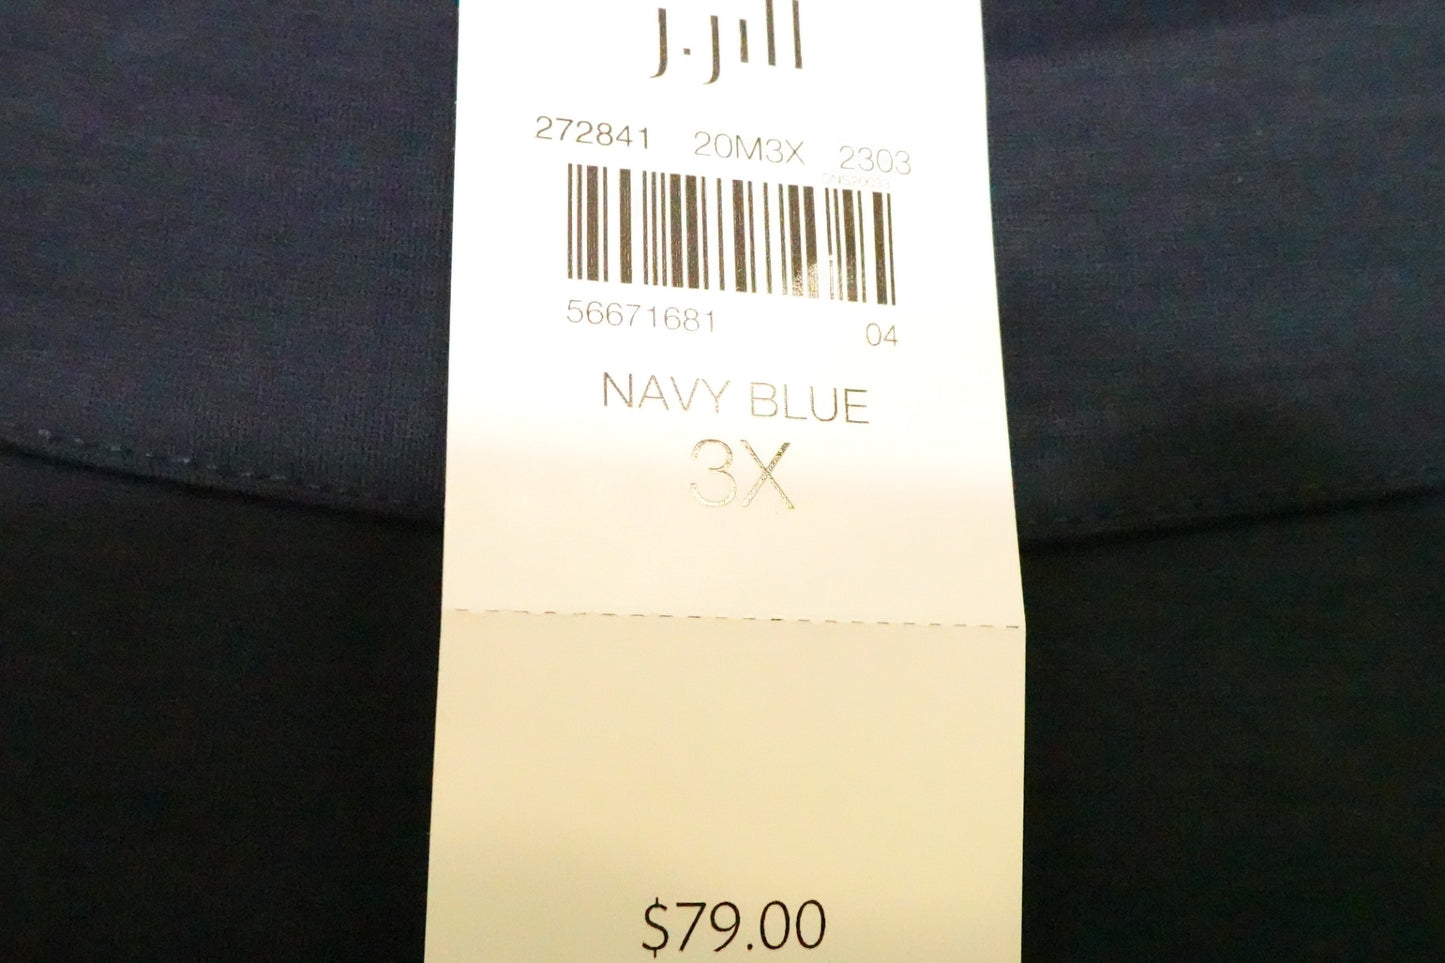 J.Jill
272841 20M3X 2303
56671681 04
NAVY BLUE
3X
$79.00